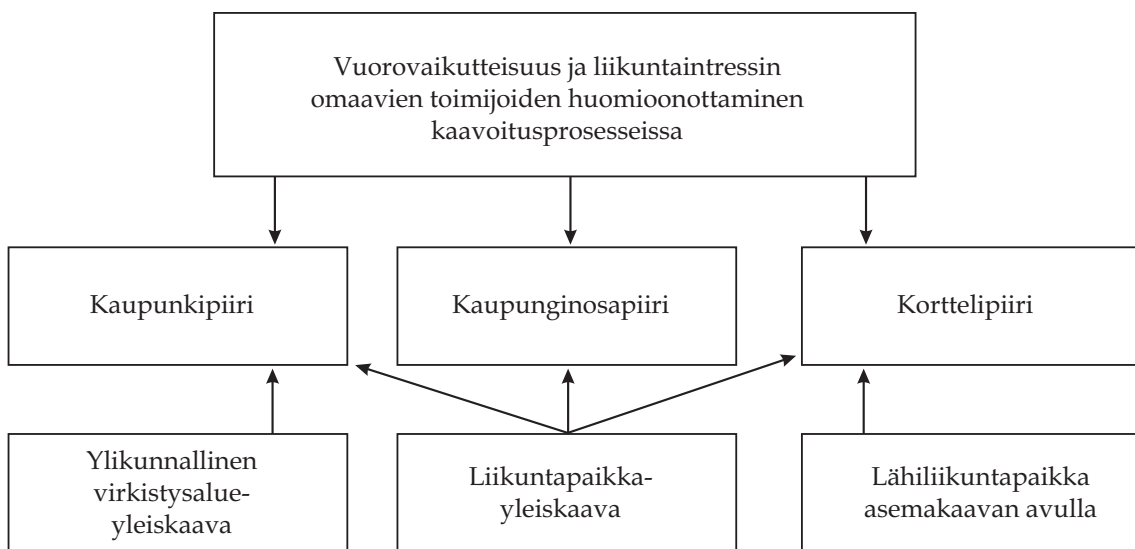 Vuorovaikutteisuus ja liikuntaintressin
omaavien toimijoiden huomioonottaminen
kaavoitusprosesseissa
Kaupunkipiiri
Kaupunginosapiiri
Korttelipiiri
Ylikunnallinen
virkistysalue-
yleiskaava
Liikuntapaikka-
yleiskaava
Lähiliikuntapaikka
asemakaavan avulla